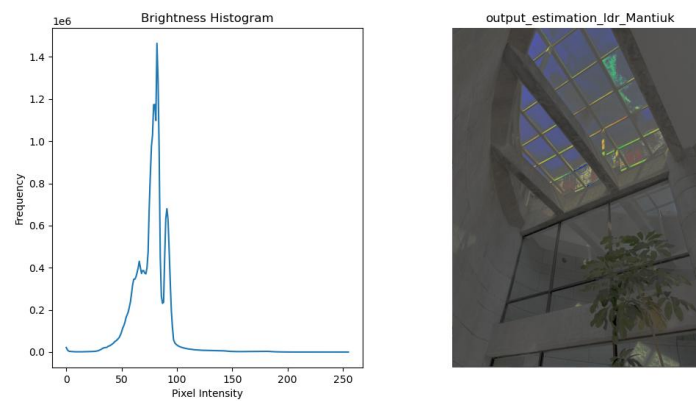 Brightness Histogram
output_estimation_ldr_Mantiuk
1e6
1.4
1.2
1.0
0.8
0.6
0.4
0.2
0.0
Frequency
0 50 100 150 200 250
Pixel Intensity